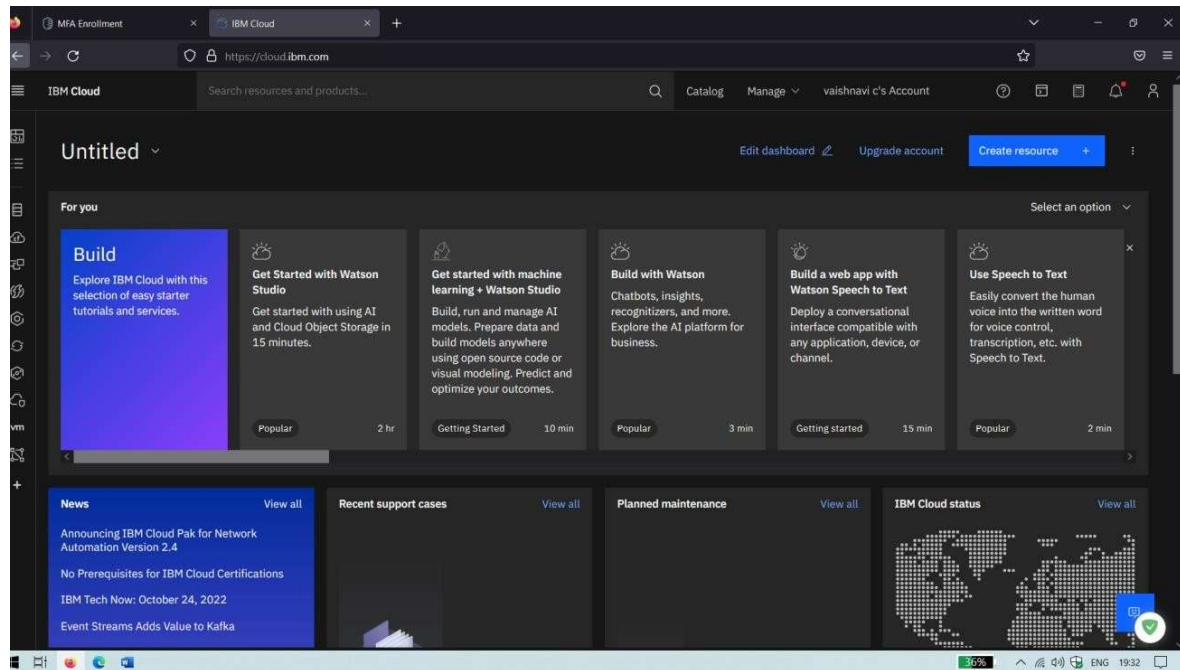 MFA Enrollment
IBM Cloud
https://cloud.ibm.com
IBM Cloud
Search resources and products...
Catalog
Manage
vaishnavi c's Account
Untitled
Edit dashboard
Upgrade account
Create resource +
For you
Select an option
Build
Explore IBM Cloud with this
selection of easy starter
tutorials and services.
Get Started with Watson
Studio
Get started with using AI
and Cloud Object Storage in
15 minutes.
Popular
2 hr
Get started with machine
learning + Watson Studio
Build, run and manage AI
models. Prepare data and
build models anywhere
using open source code or
visual modeling. Predict and
optimize your outcomes.
Getting Started
10 min
Build with Watson
Chatbots, insights,
recognitizers, and more.
Explore the AI platform for
business.
Popular
3 min
Build a web app with
Watson Speech to Text
Deploy a conversational
interface compatible with
any application, device, or
channel.
Getting started
15 min
Use Speech to Text
Easily convert the human
voice into the written word
for voice control,
transcription, etc. with
Speech to Text.
Popular
2 min
vm
News
View all
Announcing IBM Cloud Pak for Network
Automation Version 2.4
No Prerequisites for IBM Cloud Certifications
IBM Tech Now: October 24, 2022
Event Streams Adds Value to Kafka
Recent support cases
View all
Planned maintenance
View all
IBM Cloud status
View all
36%
ENG
19:32